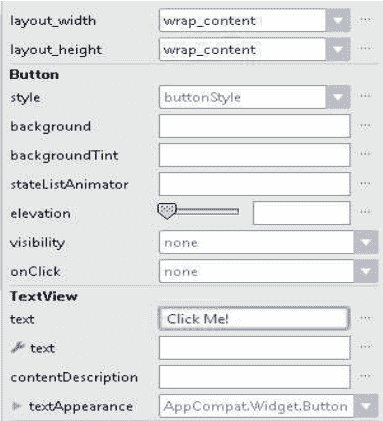 layout_width wrap_content ...
layout_height wrap_content ...
Button
style buttonStyle ...
background ...
backgroundTint ...
stateListAnimator ...
elevation ...
visibility none ...
onClick none ...
TextView
text Click Me! ...
text ...
contentDescription ...
textAppearance AppCompat.Widget.Button ...